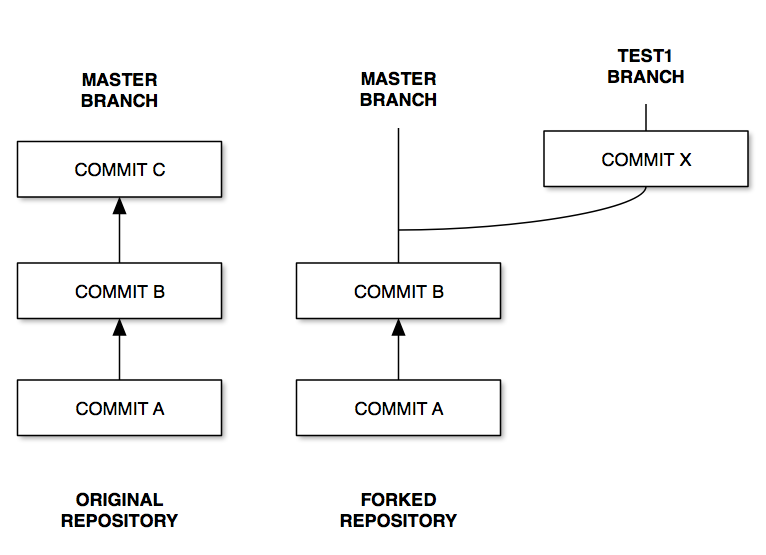 MASTER
BRANCH
COMMIT C
COMMIT B
COMMIT A
ORIGINAL
REPOSITORY
MASTER
BRANCH
COMMIT B
COMMIT A
FORKED
REPOSITORY
TEST1
BRANCH
COMMIT X